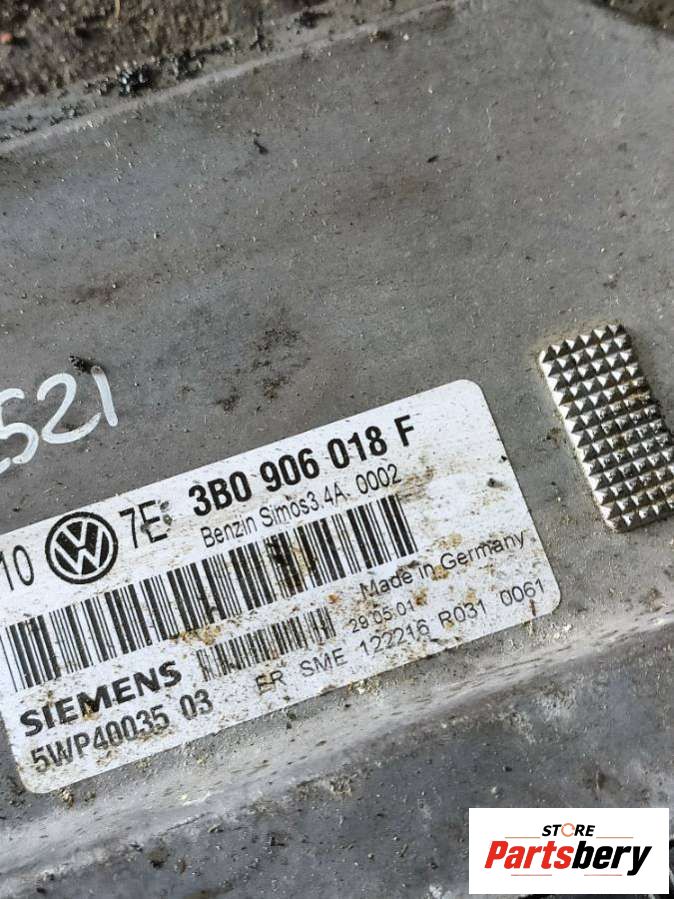 521
10 VW 7E 3B0 906 018 F
Benzin Simos3.4A 0002
Made in Germany
29.05.01
SIEMENS
ER SME 122216 R031 0061
5WP40035 03
STORE
Partsbery